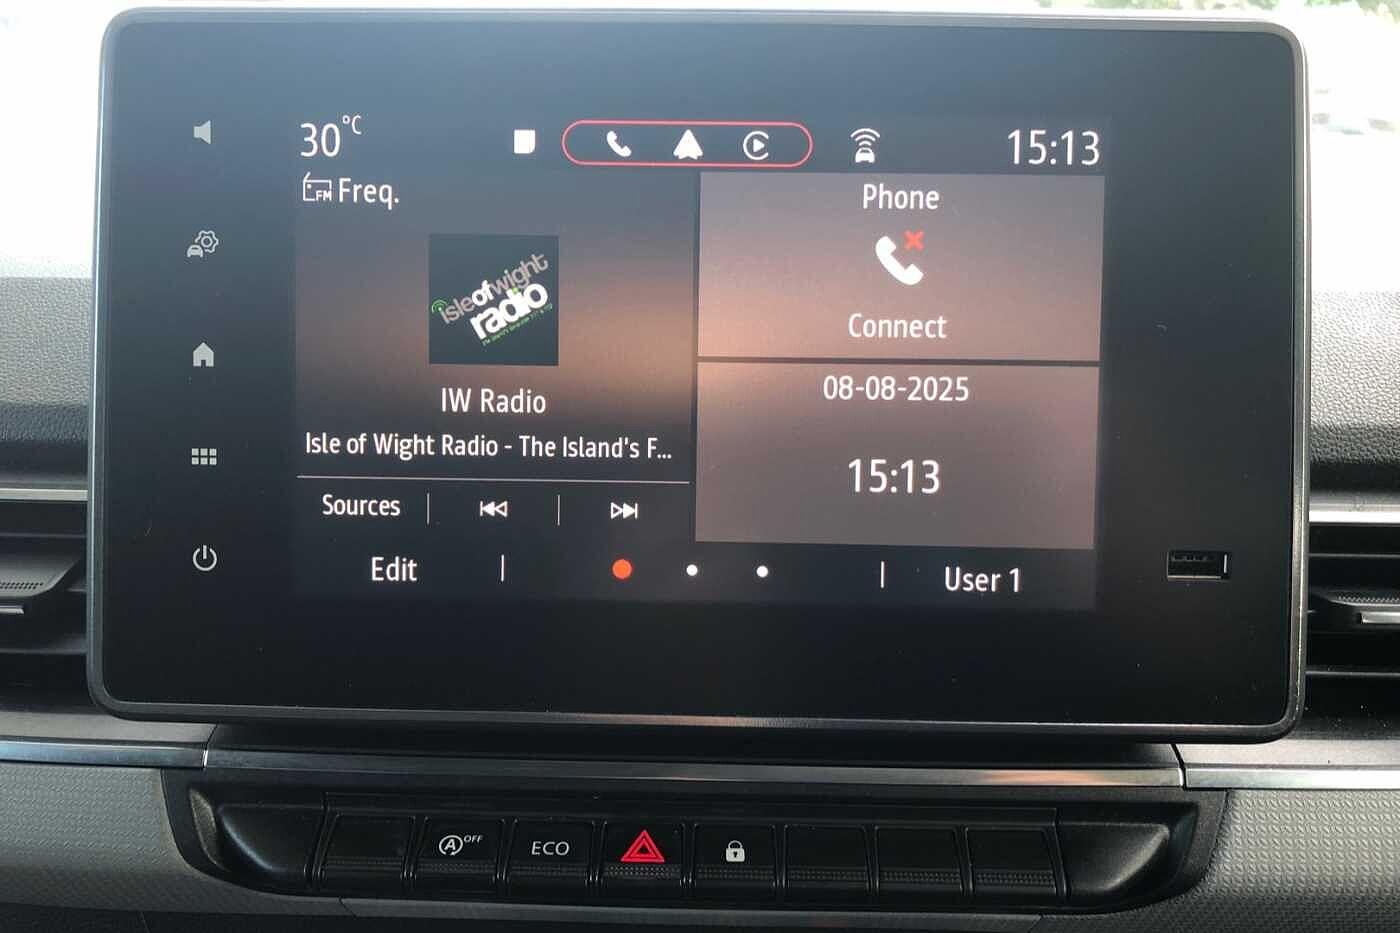 30°C
15:13
FM Freq.
Phone
isleofwight
radio
Connect
IW Radio
08-08-2025
Isle of Wight Radio - The Island's F...
15:13
Sources
Edit
User 1
A OFF
ECO